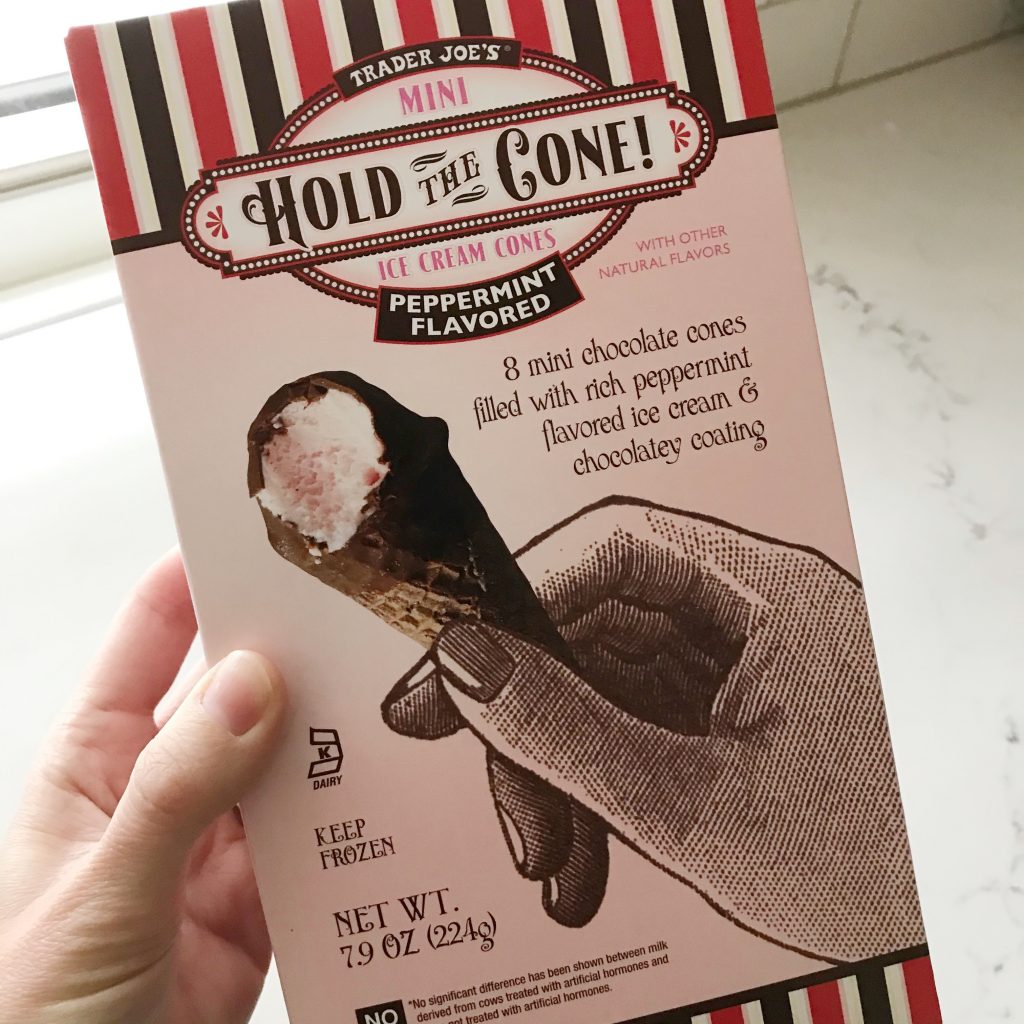 TRADER JOE'S®
MINI
HOLD THE CONE!
ICE CREAM CONES
PEPPERMINT
FLAVORED
WITH OTHER
NATURAL FLAVORS
8 mini chocolate cones
filled with rich peppermint
flavored ice cream &
chocolatey coating
K
DAIRY
KEEP
FROZEN
NET WT.
7.9 OZ (224g)
NO
*No significant difference has been shown between milk
derived from cows treated with artificial hormones and
not treated with artificial hormones.